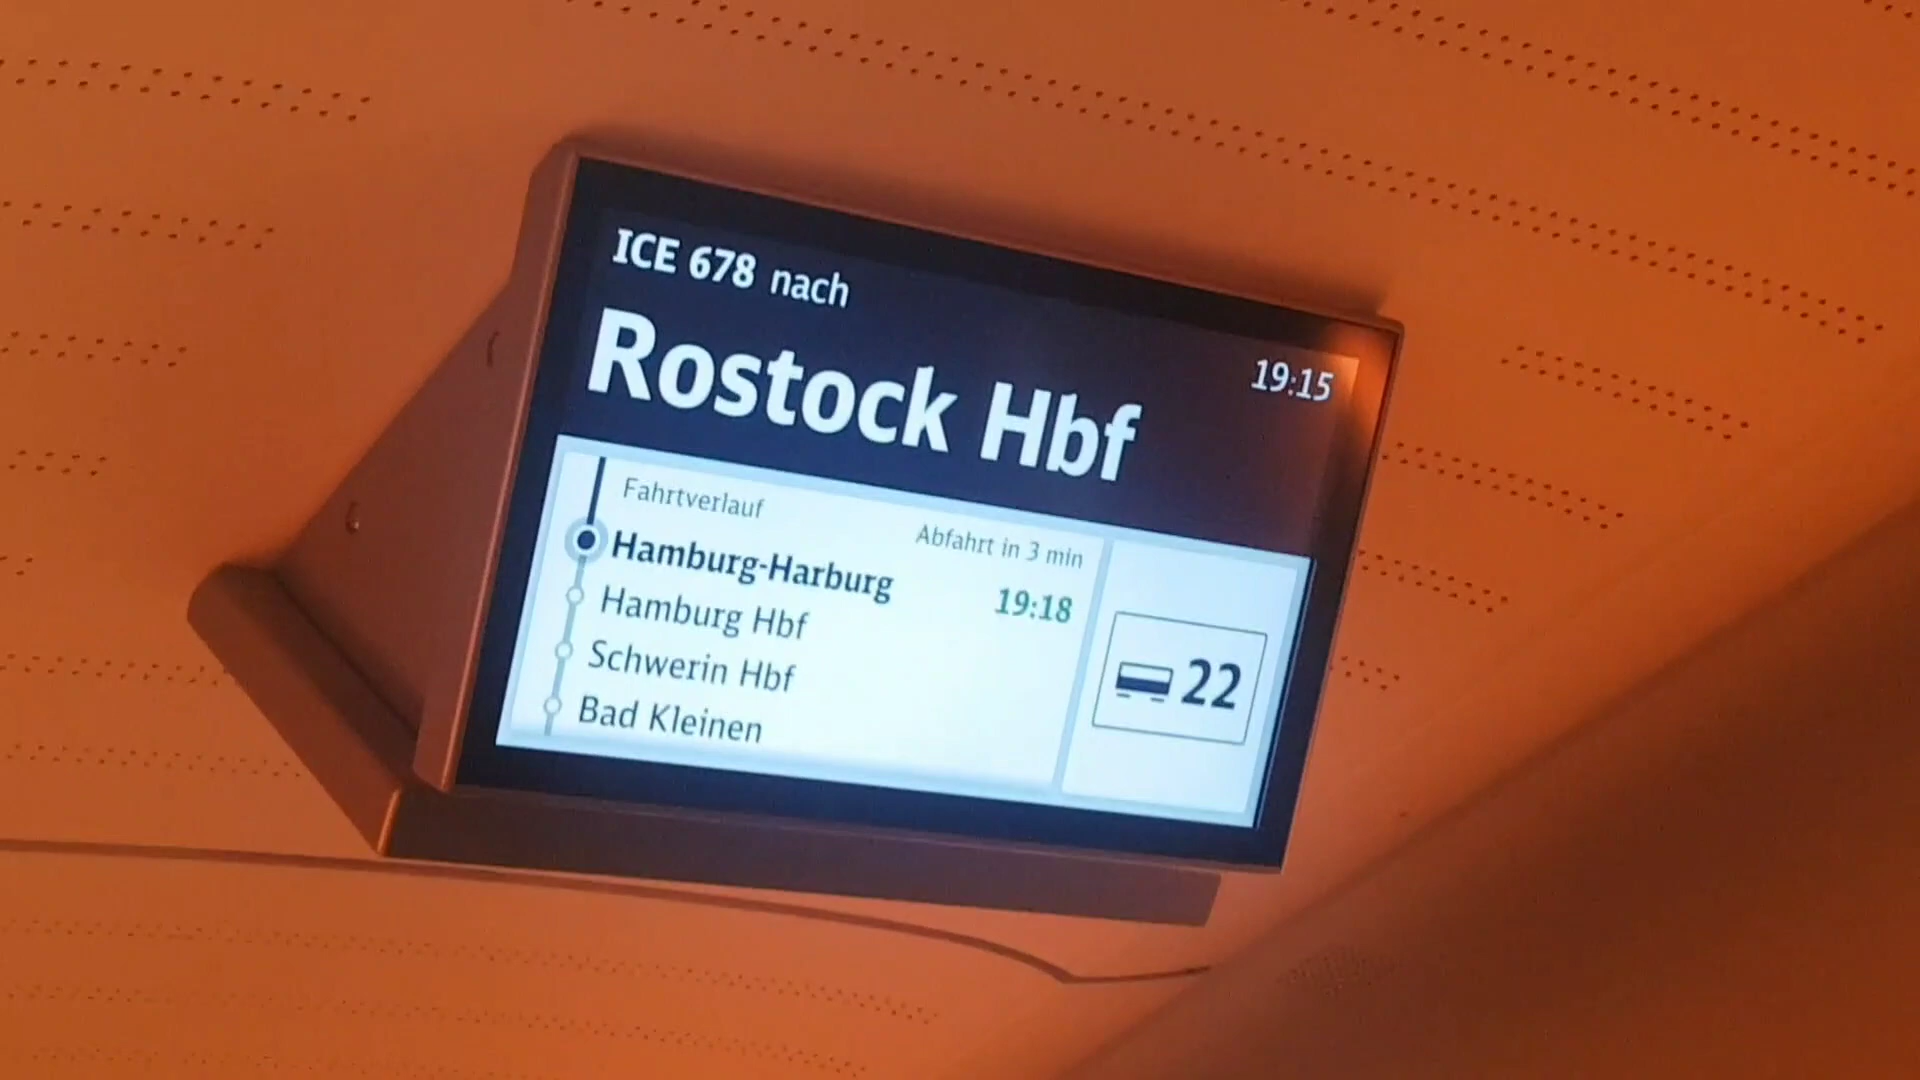 ICE 678 nach
Rostock Hbf
19:15
Fahrtverlauf
Abfahrt in 3 min
Hamburg-Harburg
19:18
Hamburg Hbf
Schwerin Hbf
Bad Kleinen
22